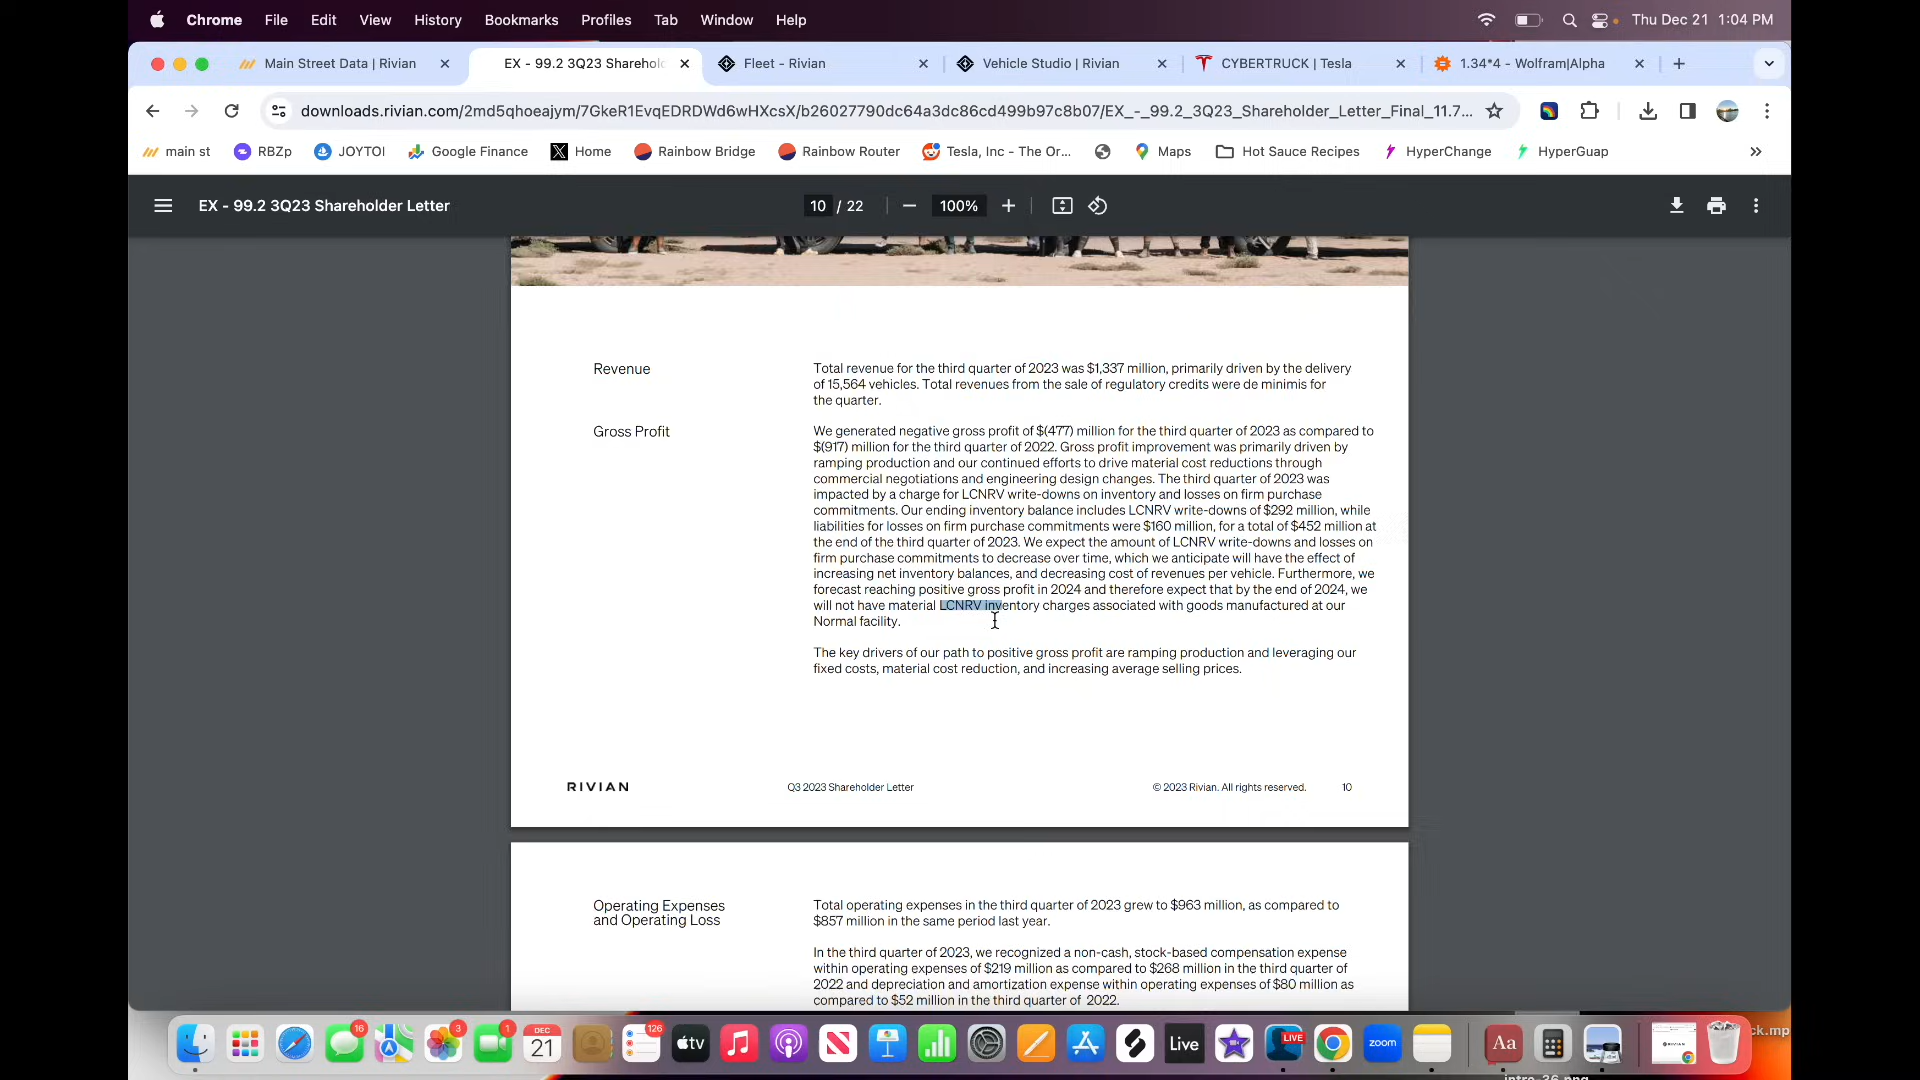 Chrome File Edit View History Bookmarks Profiles Tab Window Help Thu Dec 21 1:04 PM
Main Street Data | Rivian EX - 99.2 3Q23 Sharehol Fleet - Rivian Vehicle Studio | Rivian CYBERTRUCK | Tesla 1.34*4 - Wolfram|Alpha
downloads.rivian.com/2md5qhoeajym/7GkeR1EvqEDRDWd6wHXcsX/b26027790dc64a3dc86cd499b97c8b07/EX_-_99.2_3Q23_Shareholder_Letter_Final_11.7...
main st RBZp JOYTOI Google Finance Home Rainbow Bridge Rainbow Router Tesla, Inc - The Or... Maps Hot Sauce Recipes HyperChange HyperGuap
EX - 99.2 3Q23 Shareholder Letter 10 / 22 100%
Revenue
Total revenue for the third quarter of 2023 was $1,337 million, primarily driven by the delivery
of 15,564 vehicles. Total revenues from the sale of regulatory credits were de minimis for
the quarter.
Gross Profit
We generated negative gross profit of $(477) million for the third quarter of 2023 as compared to
$(917) million for the third quarter of 2022. Gross profit improvement was primarily driven by
ramping production and our continued efforts to drive material cost reductions through
commercial negotiations and engineering design changes. The third quarter of 2023 was
impacted by a charge for LCNRV write-downs on inventory and losses on firm purchase
commitments. Our ending inventory balance includes LCNRV write-downs of $292 million, while
liabilities for losses on firm purchase commitments were $160 million, for a total of $452 million at
the end of the third quarter of 2023. We expect the amount of LCNRV write-downs and losses on
firm purchase commitments to decrease over time, which we anticipate will have the effect of
increasing net inventory balances, and decreasing cost of revenues per vehicle. Furthermore, we
forecast reaching positive gross profit in 2024 and therefore expect that by the end of 2024, we
will not have material LCNRV inventory charges associated with goods manufactured at our
Normal facility.
The key drivers of our path to positive gross profit are ramping production and leveraging our
fixed costs, material cost reduction, and increasing average selling prices.
RIVIAN Q3 2023 Shareholder Letter © 2023 Rivian. All rights reserved. 10
Operating Expenses
and Operating Loss
Total operating expenses in the third quarter of 2023 grew to $963 million, as compared to
$857 million in the same period last year.
In the third quarter of 2023, we recognized a non-cash, stock-based compensation expense
within operating expenses of $219 million as compared to $268 million in the third quarter of
2022 and depreciation and amortization expense within operating expenses of $80 million as
compared to $52 million in the third quarter of 2022.
16 3 1 DEC 21 126 tv Live LIVE zoom Aa
ck.mp
intro-36.png